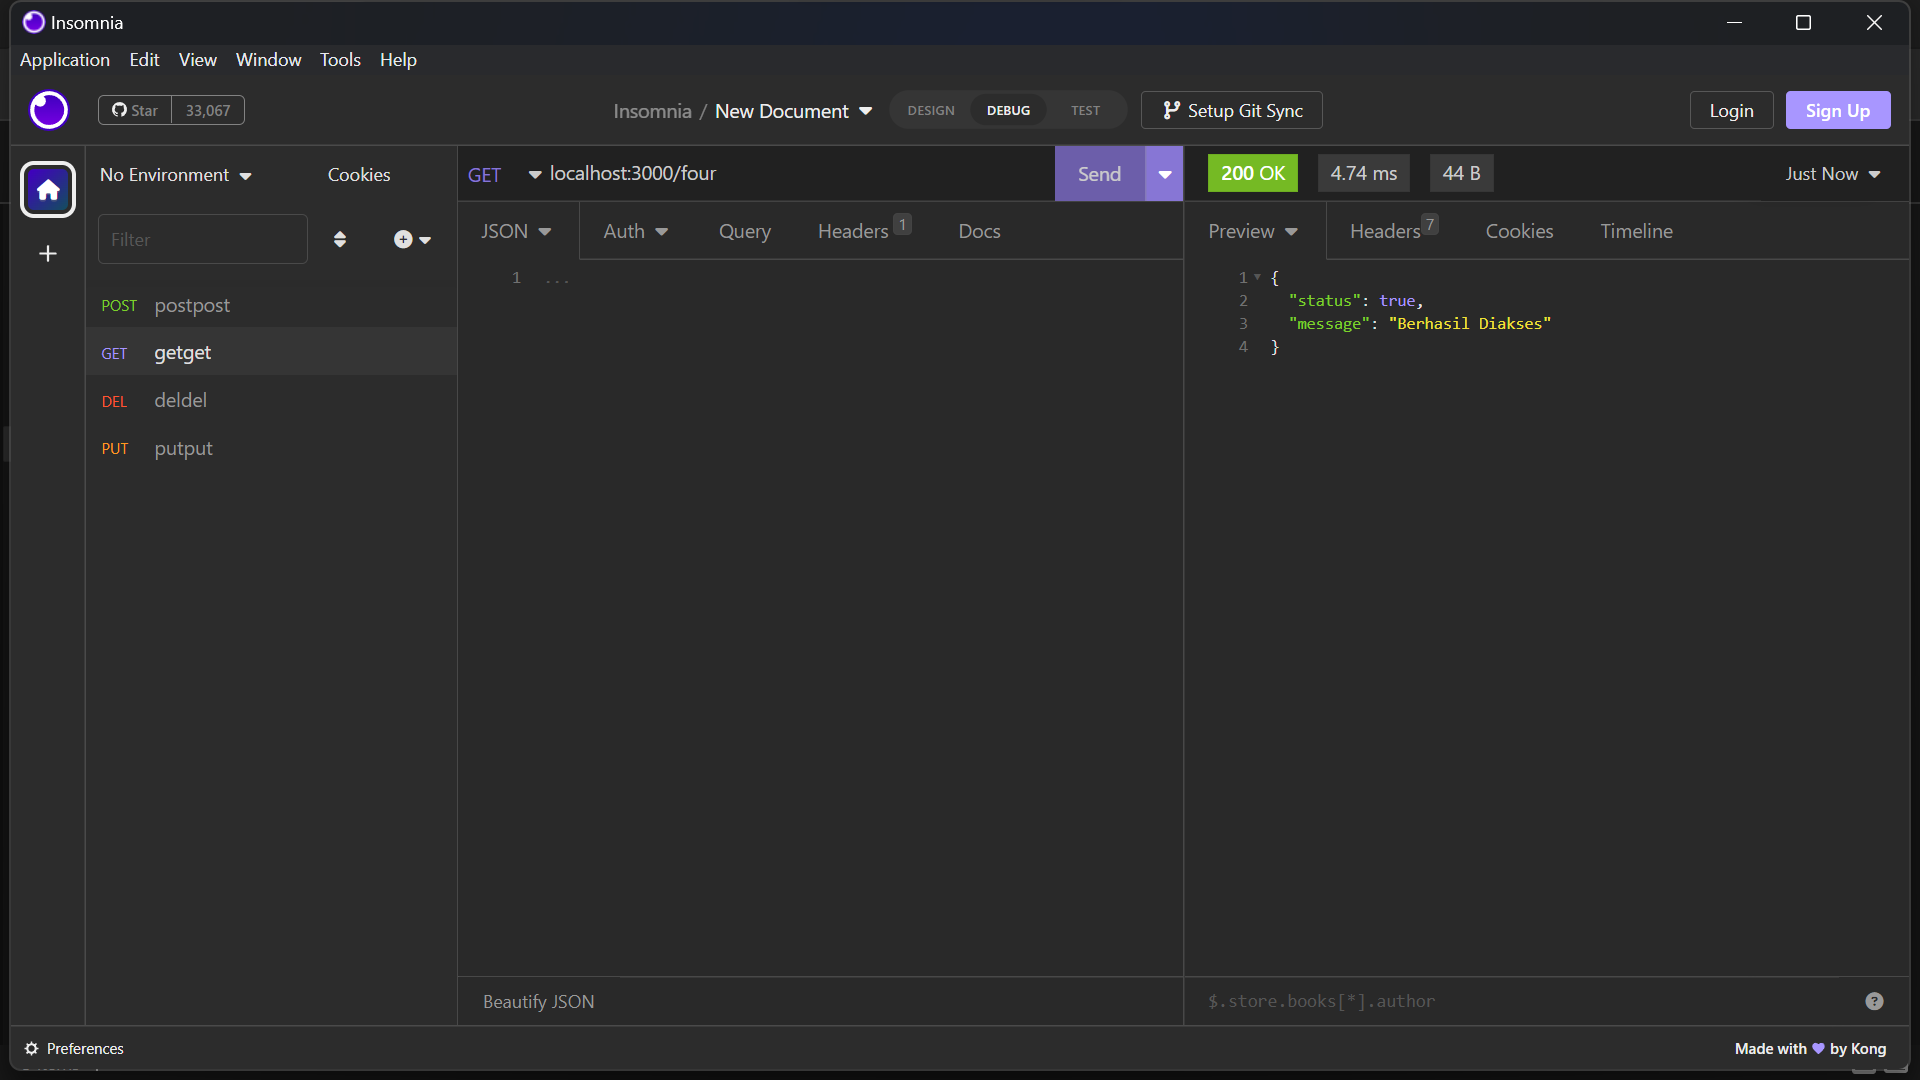 Insomnia
Application Edit View Window Tools Help
Star 33,067
Insomnia / New Document
DESIGN DEBUG TEST
Setup Git Sync
Login
Sign Up
No Environment
Cookies
Filter
POST postpost
GET getget
DEL deldel
PUT putput
GET localhost:3000/four
Send
JSON Auth Query Headers 1 Docs
1 ...
Beautify JSON
200 OK 4.74 ms 44 B
Just Now
Preview Headers 7 Cookies Timeline
1 {
2 "status": true,
3 "message": "Berhasil Diakses"
4 }
$.store.books[*].author
?
Preferences
Made with 💜 by Kong